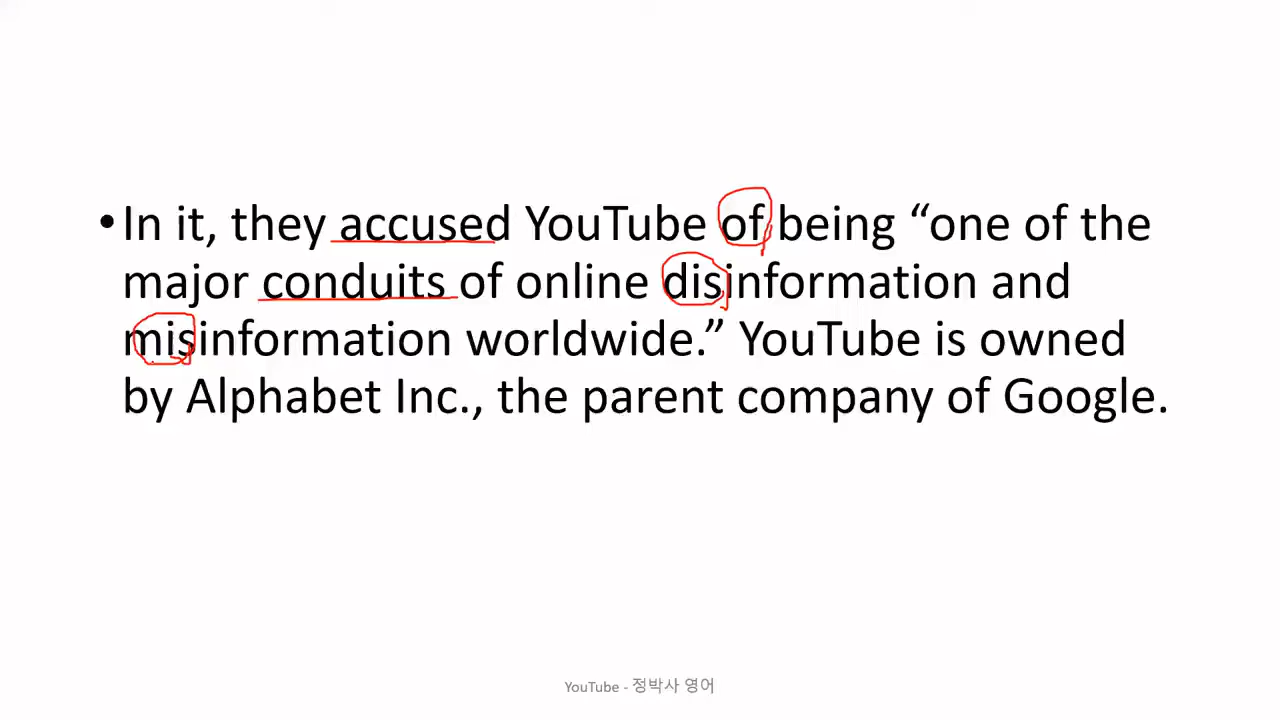 •In it, they accused YouTube of being “one of the
major conduits of online disinformation and
misinformation worldwide.” YouTube is owned
by Alphabet Inc., the parent company of Google.
YouTube - 정박사 영어